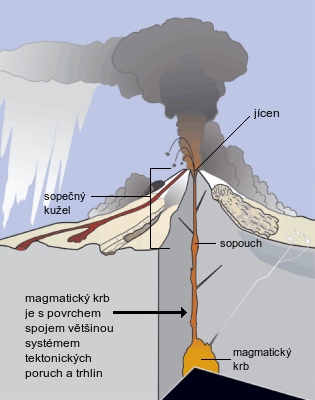 jícen
sopečný
kužel
sopouch
magmatický krb
je s povrchem
spojem většinou
systémem
tektonických
poruch a trhlin
magmatický
krb